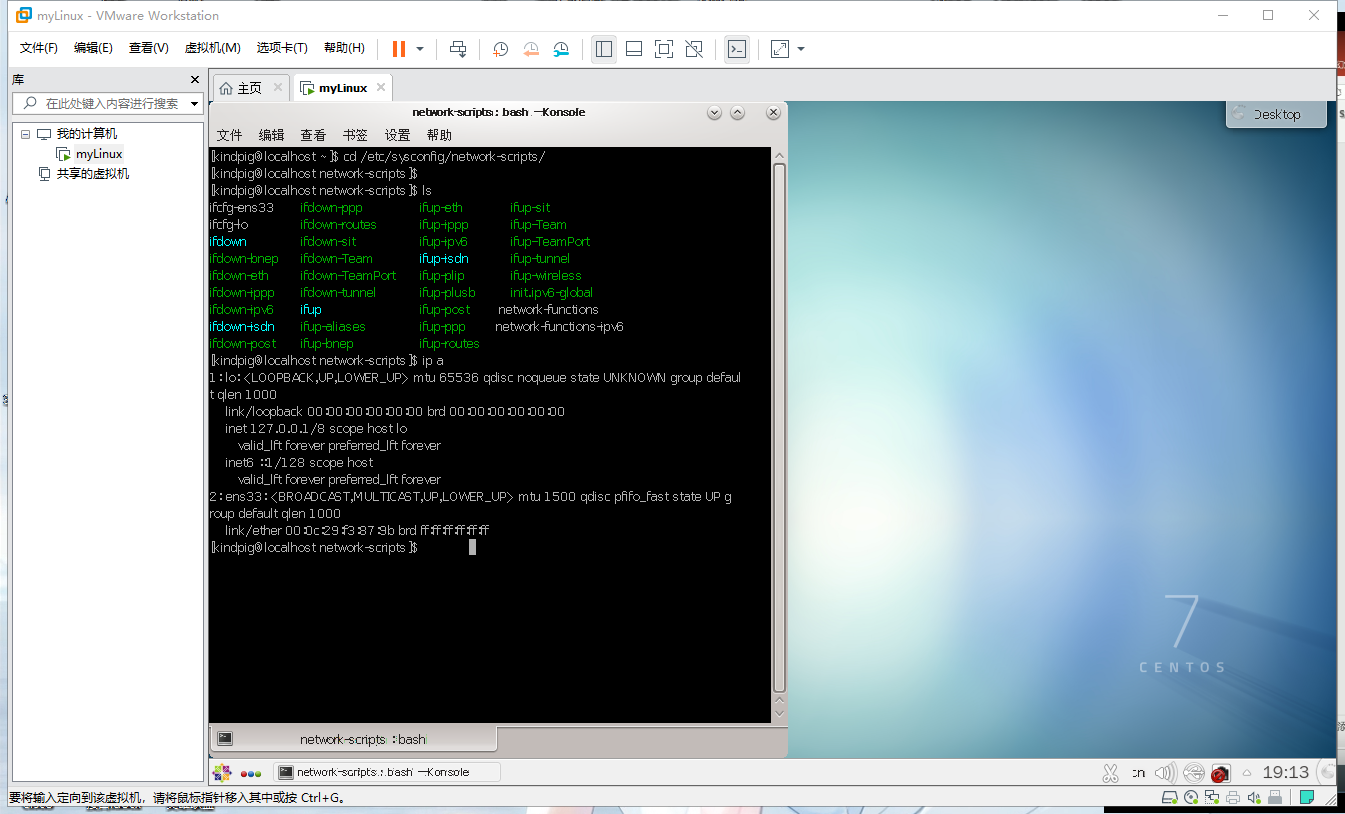 myLinux - VMware Workstation
文件(F) 编辑(E) 查看(V) 虚拟机(M) 选项卡(T) 帮助(H)
库
在此处键入内容进行搜索
我的计算机
myLinux
共享的虚拟机
主页 myLinux
network-scripts : bash — Konsole
文件 编辑 查看 书签 设置 帮助
[kindpig@localhost ~]$ cd /etc/sysconfig/network-scripts/
[kindpig@localhost network-scripts]$
[kindpig@localhost network-scripts]$ ls
ifcfg-ens33 ifdown-ppp ifup-eth ifup-sit
ifcfg-lo ifdown-routes ifup-ippp ifup-Team
ifdown ifdown-sit ifup-ipv6 ifup-TeamPort
ifdown-bnep ifdown-Team ifup-isdn ifup-tunnel
ifdown-eth ifdown-TeamPort ifup-plip ifup-wireless
ifdown-ippp ifdown-tunnel ifup-plusb init.ipv6-global
ifdown-ipv6 ifup ifup-post network-functions
ifdown-isdn ifup-aliases ifup-ppp network-functions-ipv6
ifdown-post ifup-bnep ifup-routes
[kindpig@localhost network-scripts]$ ip a
1: lo: <LOOPBACK,UP,LOWER_UP> mtu 65536 qdisc noqueue state UNKNOWN group defaul
t qlen 1000
link/loopback 00:00:00:00:00:00 brd 00:00:00:00:00:00
inet 127.0.0.1/8 scope host lo
valid_lft forever preferred_lft forever
inet6 ::1/128 scope host
valid_lft forever preferred_lft forever
2: ens33: <BROADCAST,MULTICAST,UP,LOWER_UP> mtu 1500 qdisc pfifo_fast state UP g
roup default qlen 1000
link/ether 00:0c:29:f3:87:9b brd ff:ff:ff:ff:ff:ff
[kindpig@localhost network-scripts]$
Desktop
7
CENTOS
network-scripts : bash
network-scripts : bash — Konsole
cn 19:13
要将输入定向到该虚拟机，请将鼠标指针移入其中或按 Ctrl+G。